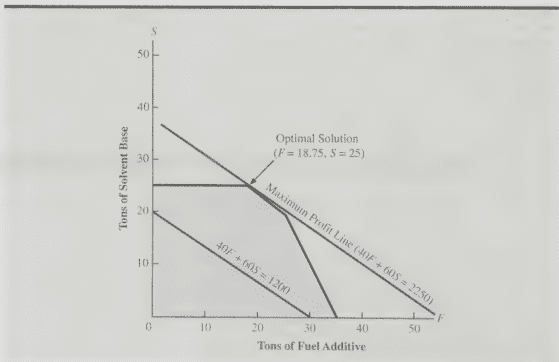 S
50
40
30
20
10
0
Tons of Solvent Base
Optimal Solution
(F = 18.75, S = 25)
Maximum Profit Line (40F + 60S = 2250)
40F + 60S = 1200
10
20
30
40
50
F
Tons of Fuel Additive